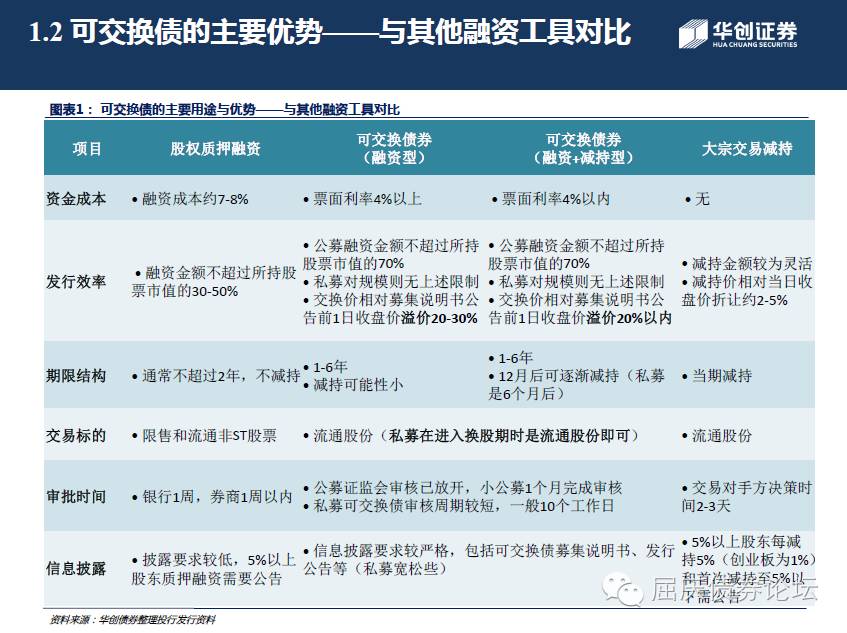 1.2 可交换债的主要优势——与其他融资工具对比
华创证券
HUA CHUANG SECURITIES
图表1： 可交换债的主要用途与优势——与其他融资工具对比
项目
股权质押融资
可交换债券
（融资型）
可交换债券
（融资+减持型）
大宗交易减持
资金成本
• 融资成本约7-8%
• 票面利率4%以上
• 票面利率4%以内
• 无
发行效率
• 融资金额不超过所持股
票市值的30-50%
• 公募融资金额不超过所持
股票市值的70%
• 私募对规模则无上述限制
• 交换价相对募集说明书公
告前1日收盘价溢价20-30%
• 公募融资金额不超过所持
股票市值的70%
• 私募对规模则无上述限制
• 交换价相对募集说明书公
告前1日收盘价溢价20%以内
• 减持金额较为灵活
• 减持价相对当日收
盘价折让约2-5%
期限结构
• 通常不超过2年，不减持
• 1-6年
• 减持可能性小
• 1-6年
• 12月后可逐渐减持（私募
是6个月后）
• 当期减持
交易标的
• 限售和流通非ST股票
• 流通股份（私募在进入换股期时是流通股份即可）
• 流通股份
审批时间
• 银行1周，券商1周以内
• 公募证监会审核已放开，小公募1个月完成审核
• 私募可交换债审核周期较短，一般10个工作日
• 交易对手方决策时
间2-3天
信息披露
• 披露要求较低，5%以上
股东质押融资需要公告
• 信息披露要求较严格，包括可交换债募集说明书、发行
公告等（私募宽松些）
• 5%以上股东每减
持5%（创业板为1%）
和首次减持至5%以
下需公告
屈庆债券论坛
资料来源：华创债券整理投行发行资料